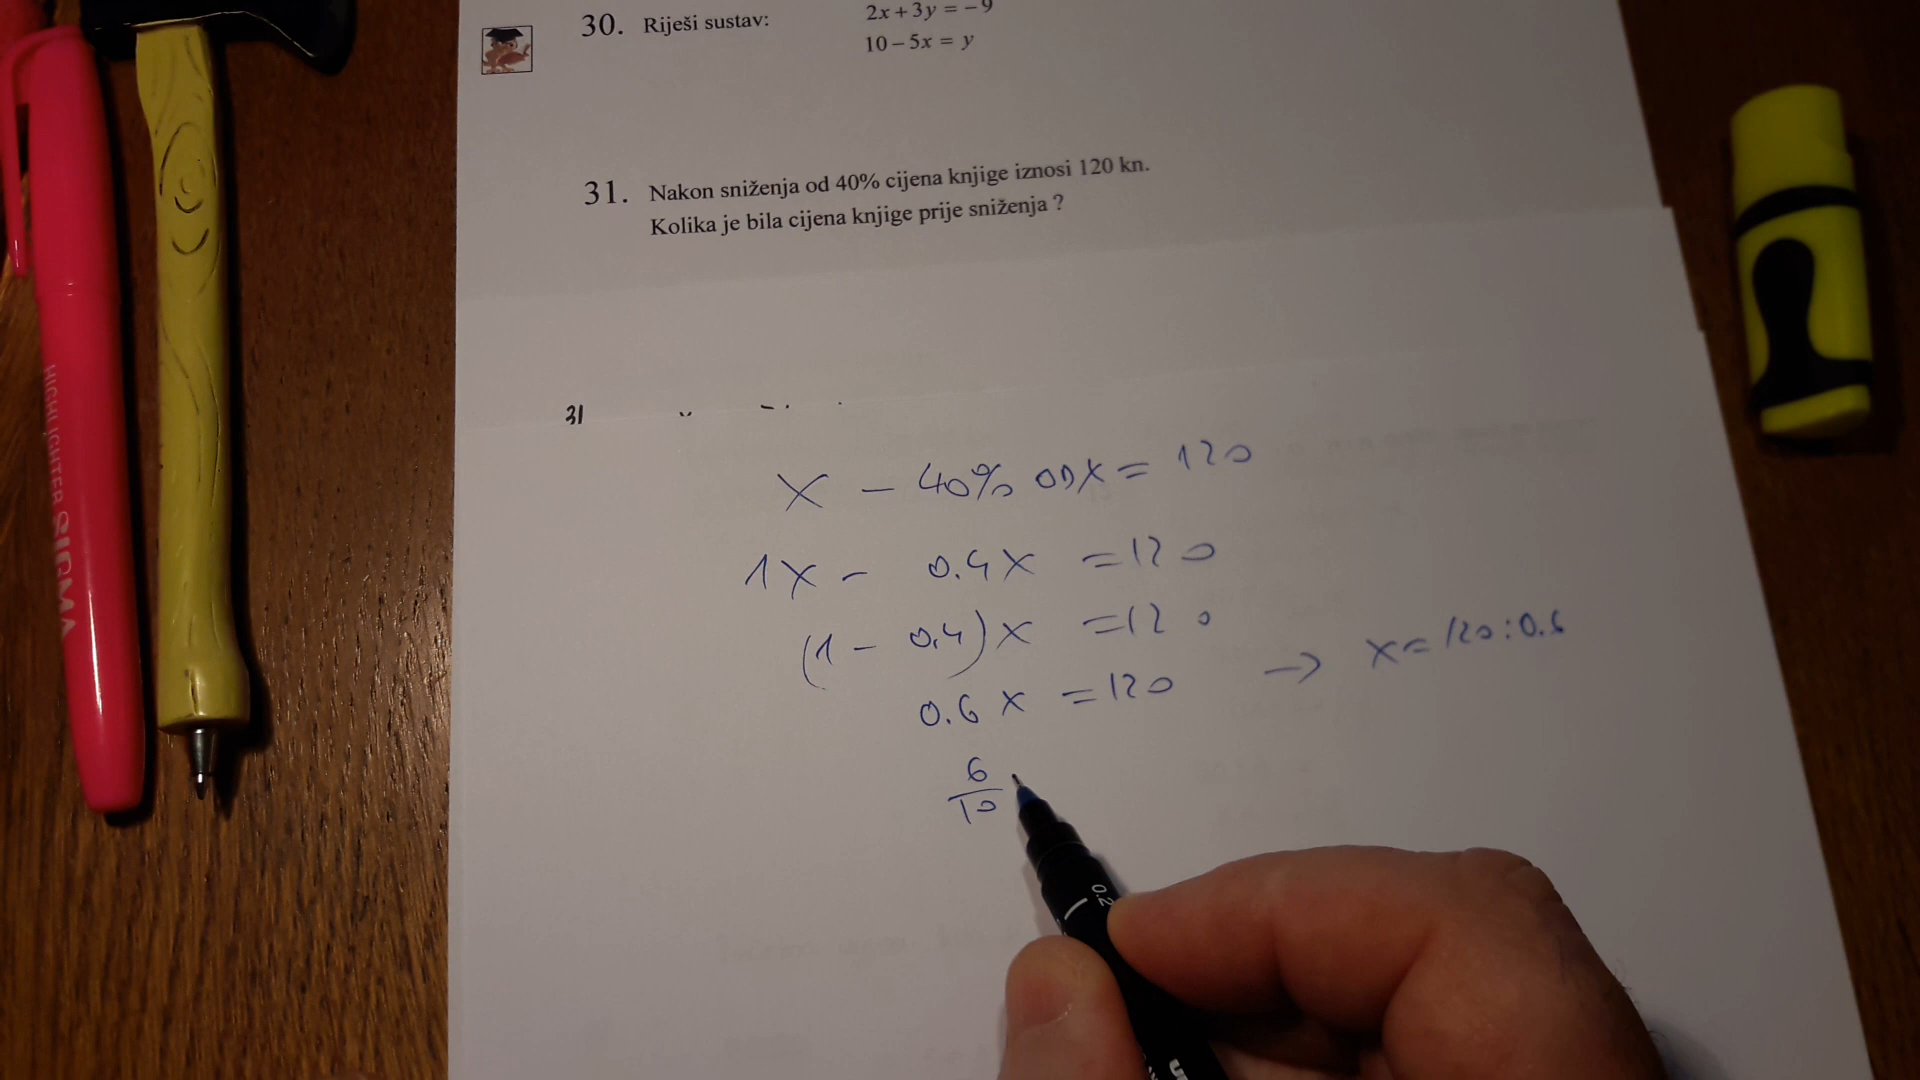 30. Riješi sustav:
2x + 3y = −9
10 − 5x = y
31. Nakon sniženja od 40% cijena knjige iznosi 120 kn.
Kolika je bila cijena knjige prije sniženja ?
31
X − 40% OD X = 120
1X − 0.4X = 120
(1 − 0.4)X = 120
0.6 X = 120 → X = 120 : 0.6
6
10
HIGHLIGHTER SIGMA
0.2